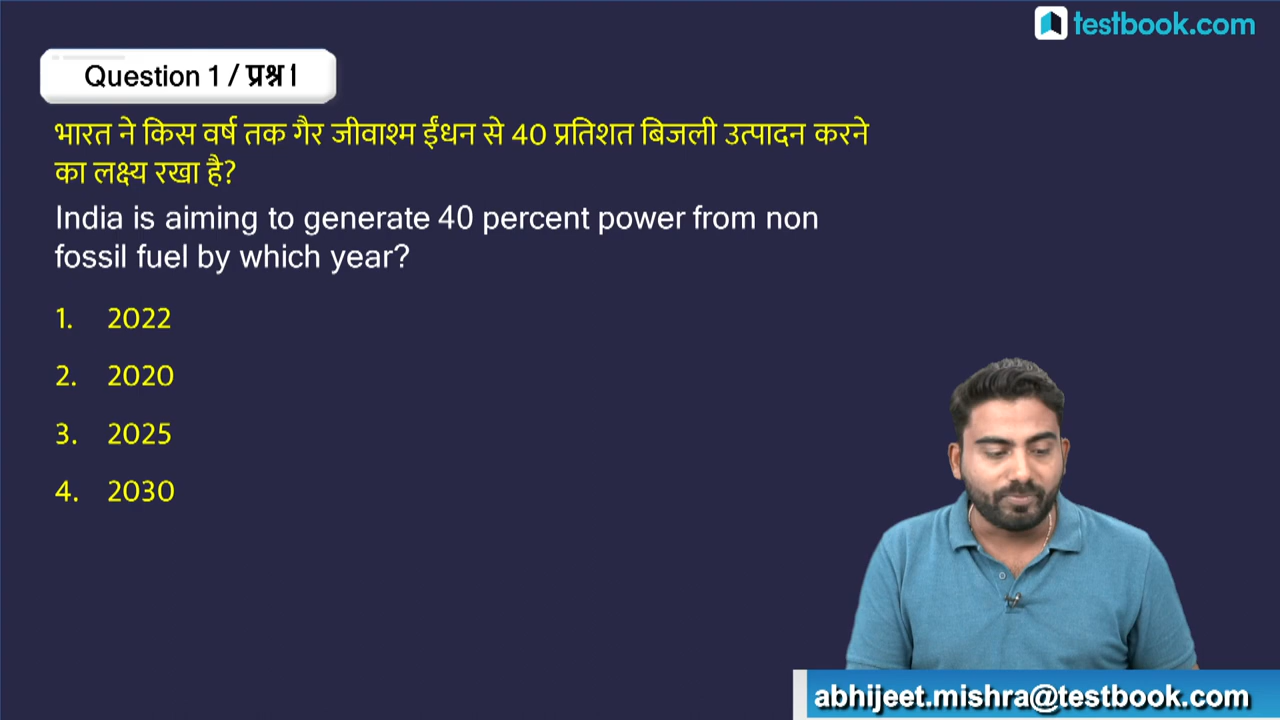 testbook.com
Question 1 / प्रश्न 1
भारत ने किस वर्ष तक गैर जीवाश्म ईंधन से 40 प्रतिशत बिजली उत्पादन करने
का लक्ष्य रखा है?
India is aiming to generate 40 percent power from non
fossil fuel by which year?
1. 2022
2. 2020
3. 2025
4. 2030
abhijeet.mishra@testbook.com